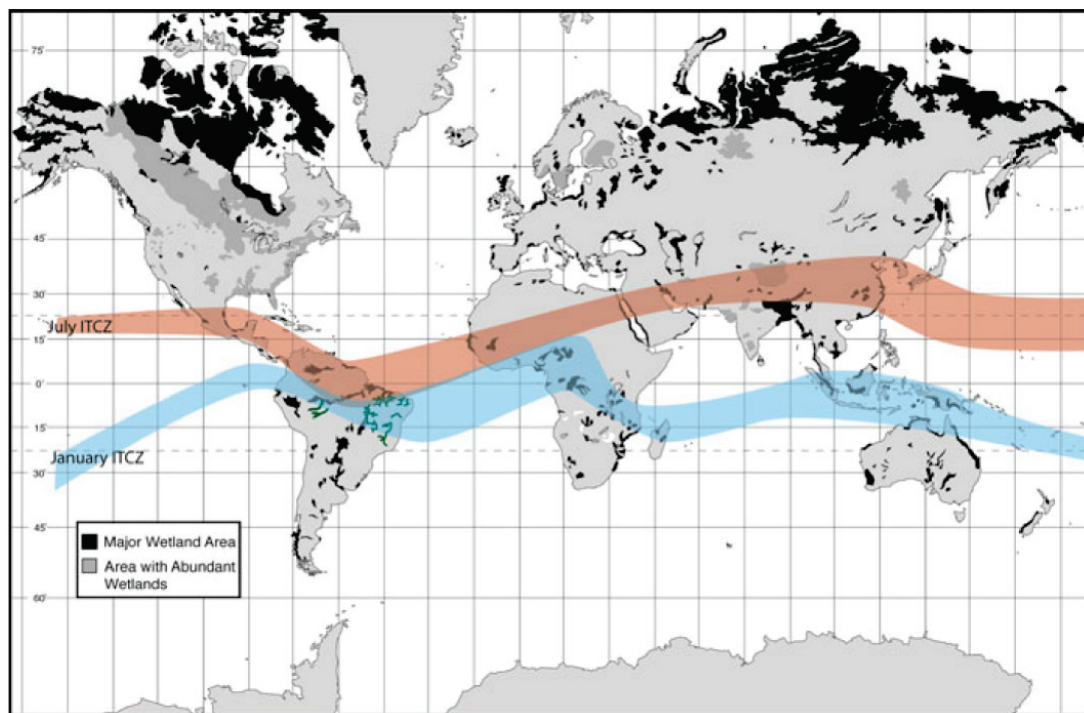 75'
45'
30'
July ITCZ
15'
0'
15'
January ITCZ
30'
45'
Major Wetland Area
Area with Abundant
Wetlands
60'